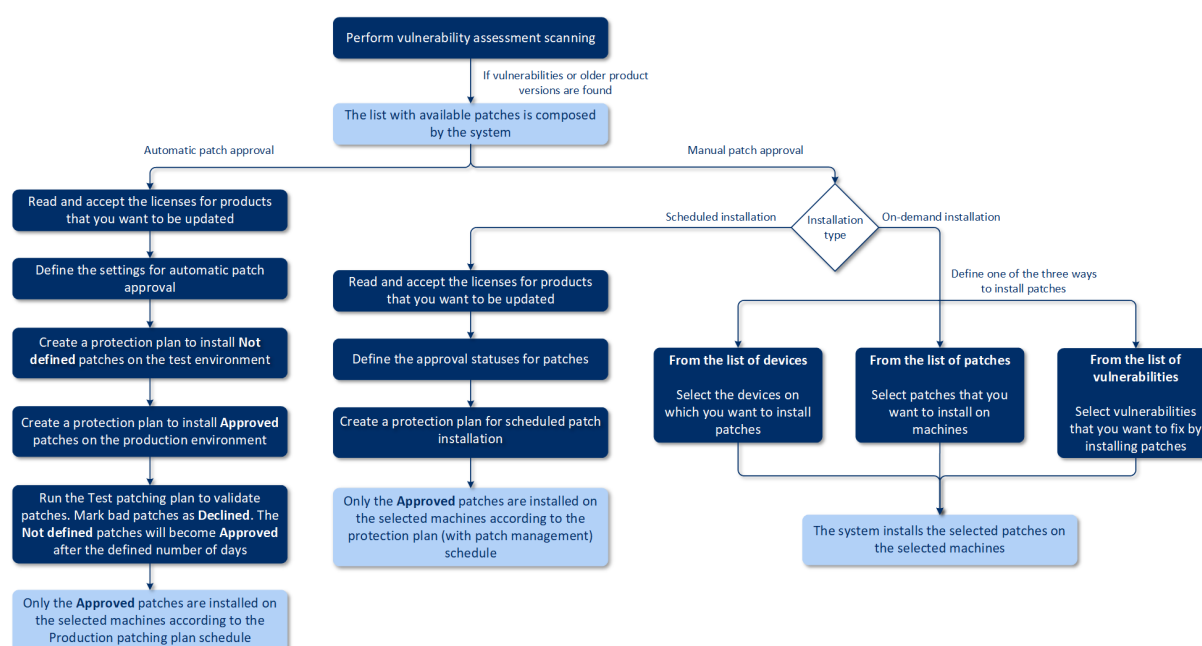 Perform vulnerability assessment scanning
If vulnerabilities or older product
versions are found
The list with available patches is composed
by the system
Automatic patch approval
Manual patch approval
Read and accept the licenses for products
that you want to be updated
Define the settings for automatic patch
approval
Create a protection plan to install Not
defined patches on the test environment
Create a protection plan to install Approved
patches on the production environment
Run the Test patching plan to validate
patches. Mark bad patches as Declined. The
Not defined patches will become Approved
after the defined number of days
Only the Approved patches are installed on
the selected machines according to the
Production patching plan schedule
Installation
type
Scheduled installation
On-demand installation
Read and accept the licenses for products
that you want to be updated
Define the approval statuses for patches
Create a protection plan for scheduled patch
installation
Only the Approved patches are installed on
the selected machines according to the
protection plan (with patch management)
schedule
Define one of the three ways
to install patches
From the list of devices
Select the devices on
which you want to install
patches
From the list of patches
Select patches that you
want to install on
machines
From the list of
vulnerabilities
Select vulnerabilities
that you want to fix by
installing patches
The system installs the selected patches on
the selected machines